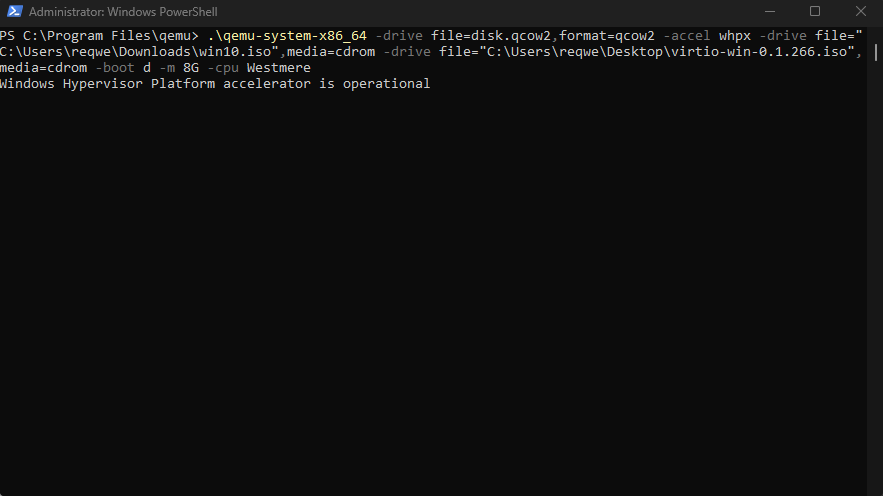 Administrator: Windows PowerShell
PS C:\Program Files\qemu> .\qemu-system-x86_64 -drive file=disk.qcow2,format=qcow2 -accel whpx -drive file="
C:\Users\reqwe\Downloads\win10.iso",media=cdrom -drive file="C:\Users\reqwe\Desktop\virtio-win-0.1.266.iso",
media=cdrom -boot d -m 8G -cpu Westmere
Windows Hypervisor Platform accelerator is operational